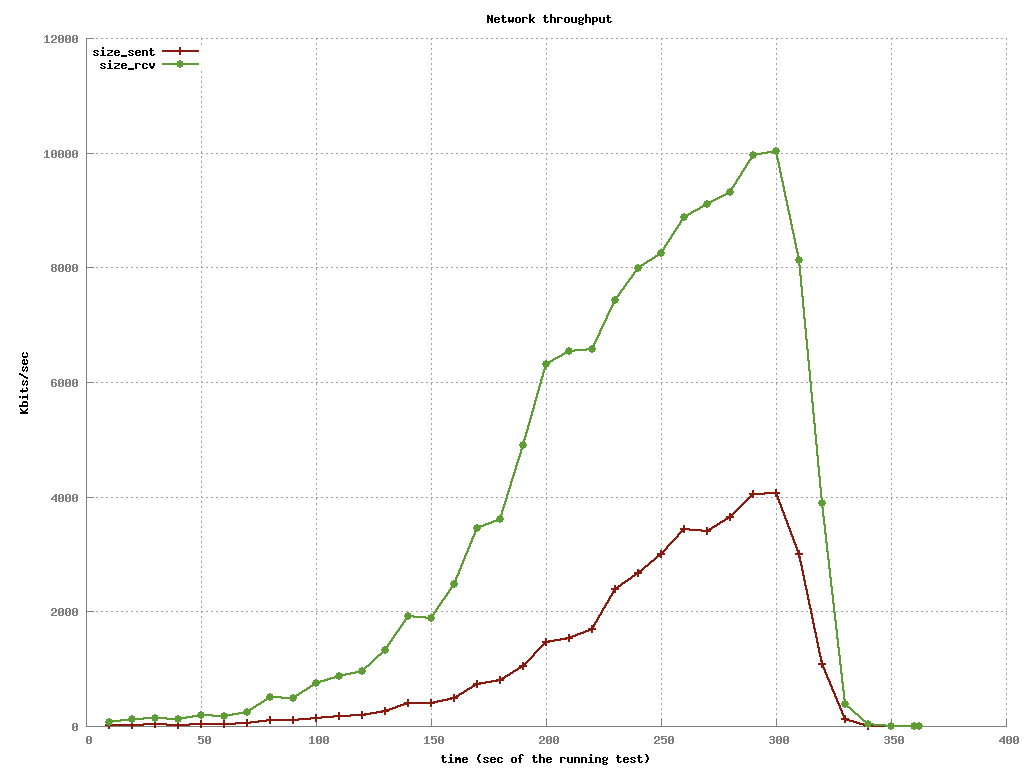 Network throughput
12000
size_sent
size_rcv
10000
8000
6000
Kbits/sec
4000
2000
0
0 50 100 150 200 250 300 350 400
time (sec of the running test)